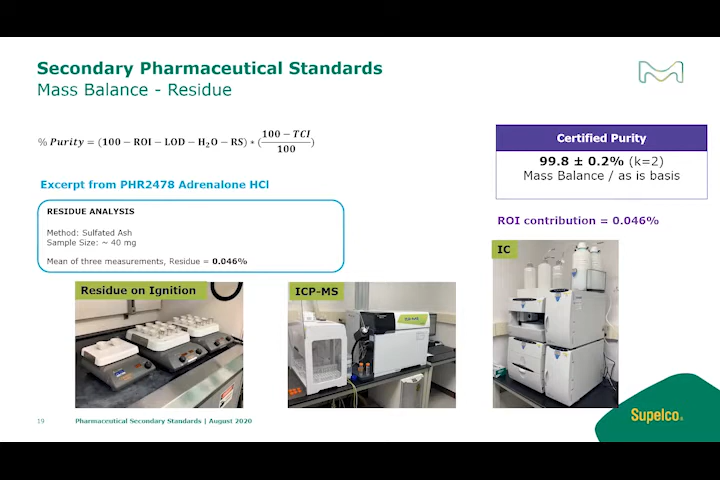 Secondary Pharmaceutical Standards
Mass Balance - Residue
% Purity = (100 − ROI − LOD − H₂O − RS) * (100 − TCI / 100)
Certified Purity
99.8 ± 0.2% (k=2)
Mass Balance / as is basis
Excerpt from PHR2478 Adrenalone HCl
RESIDUE ANALYSIS
Method: Sulfated Ash
Sample Size: ~ 40 mg
Mean of three measurements, Residue = 0.046%
ROI contribution = 0.046%
Residue on Ignition
ICP-MS
IC
19
Pharmaceutical Secondary Standards | August 2020
Supelco